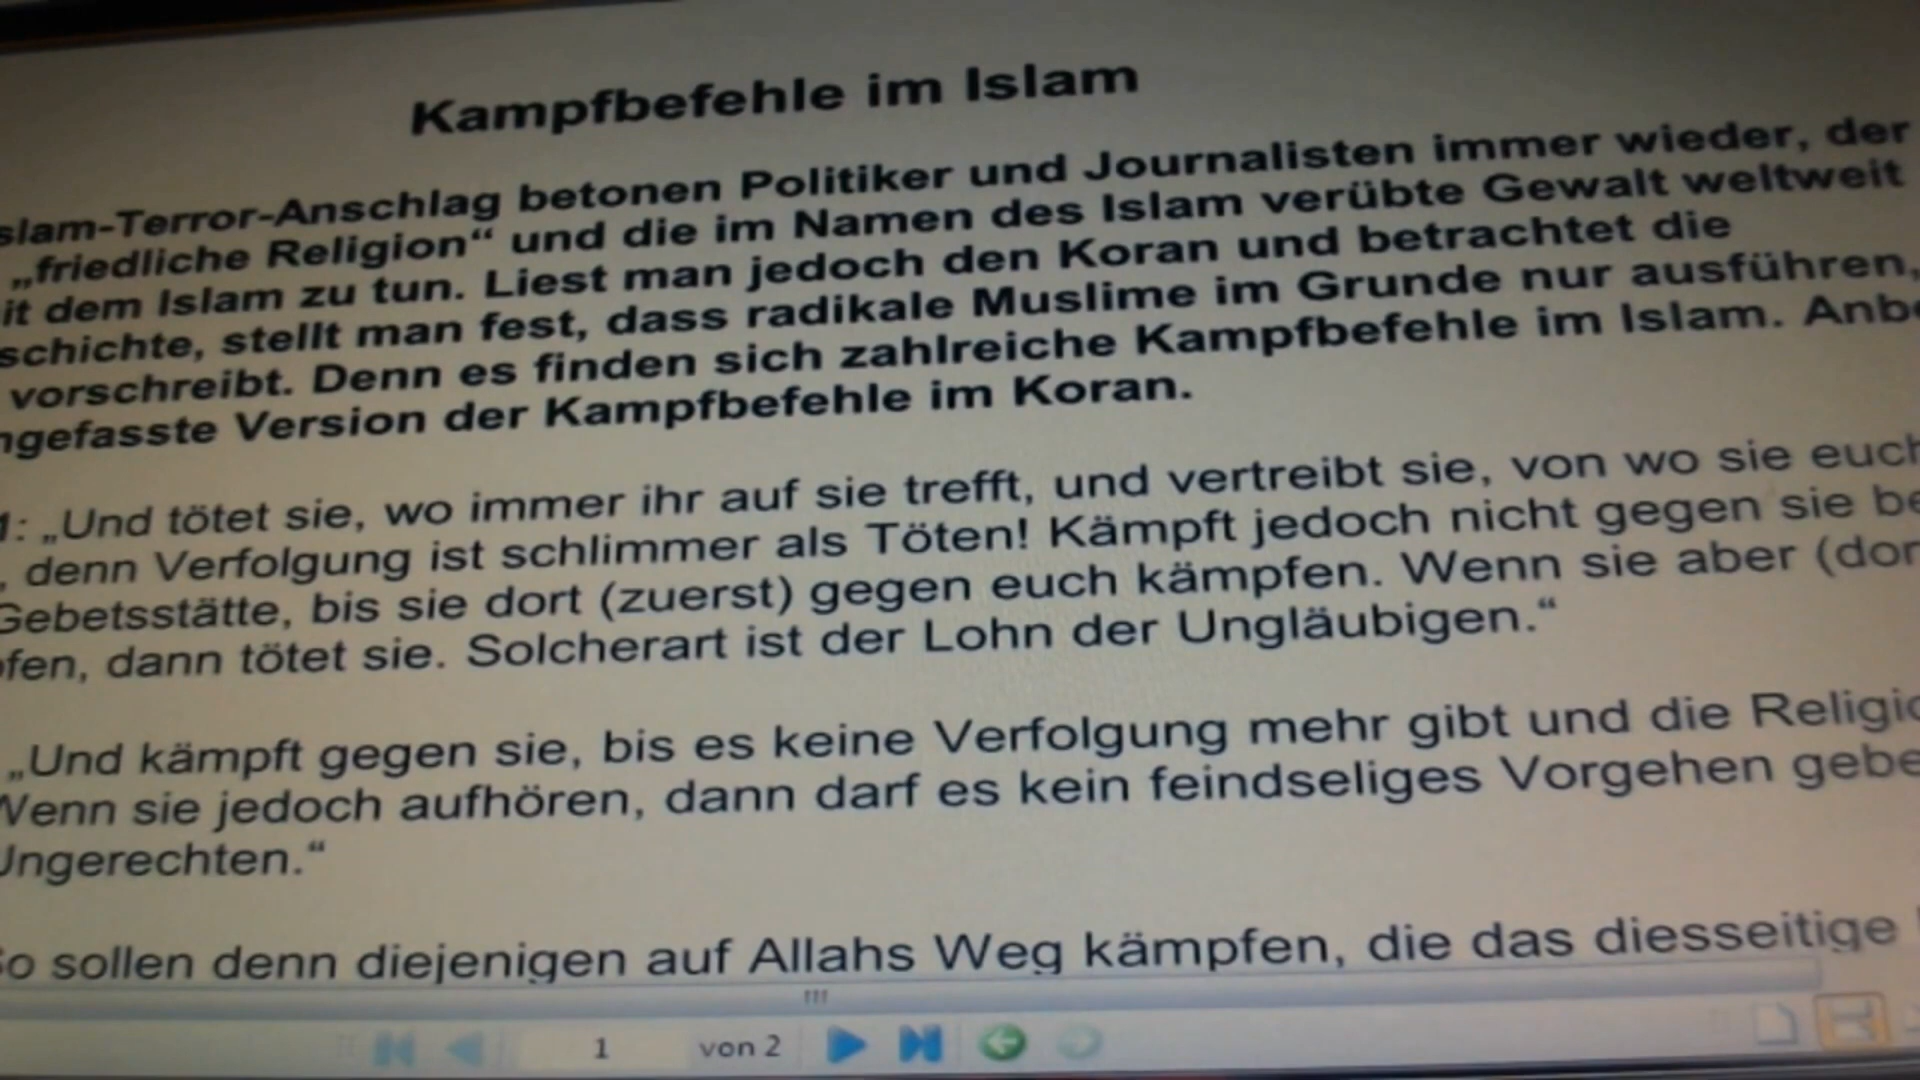 Kampfbefehle im Islam
slam-Terror-Anschlag betonen Politiker und Journalisten immer wieder, der
„friedliche Religion“ und die im Namen des Islam verübte Gewalt weltweit
it dem Islam zu tun. Liest man jedoch den Koran und betrachtet die
schichte, stellt man fest, dass radikale Muslime im Grunde nur ausführen,
vorschreibt. Denn es finden sich zahlreiche Kampfbefehle im Islam. Anbe
ngefasste Version der Kampfbefehle im Koran.
1: „Und tötet sie, wo immer ihr auf sie trefft, und vertreibt sie, von wo sie euch
, denn Verfolgung ist schlimmer als Töten! Kämpft jedoch nicht gegen sie be
Gebetsstätte, bis sie dort (zuerst) gegen euch kämpfen. Wenn sie aber (dor
pfen, dann tötet sie. Solcherart ist der Lohn der Ungläubigen.“
„Und kämpft gegen sie, bis es keine Verfolgung mehr gibt und die Religio
Wenn sie jedoch aufhören, dann darf es kein feindseliges Vorgehen gebe
Ungerechten.“
So sollen denn diejenigen auf Allahs Weg kämpfen, die das diesseitige
1 von 2